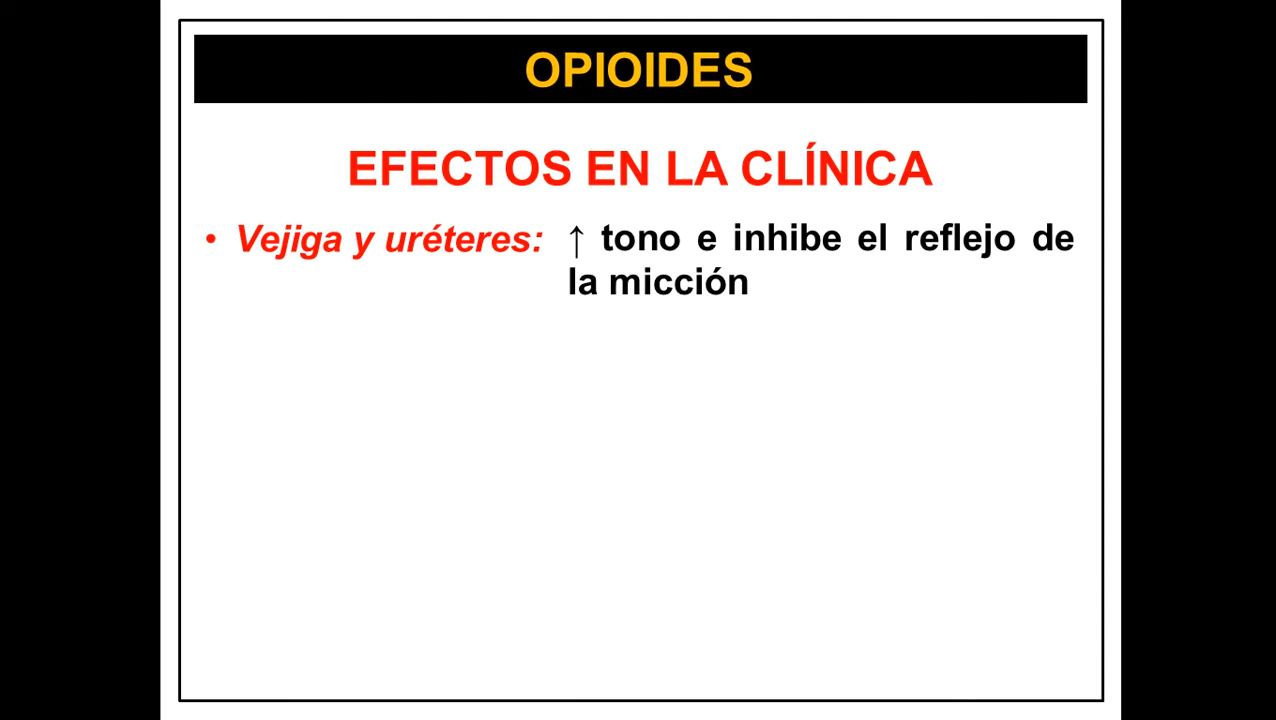 OPIOIDES
EFECTOS EN LA CLÍNICA
• Vejiga y uréteres: ↑ tono e inhibe el reflejo de
la micción